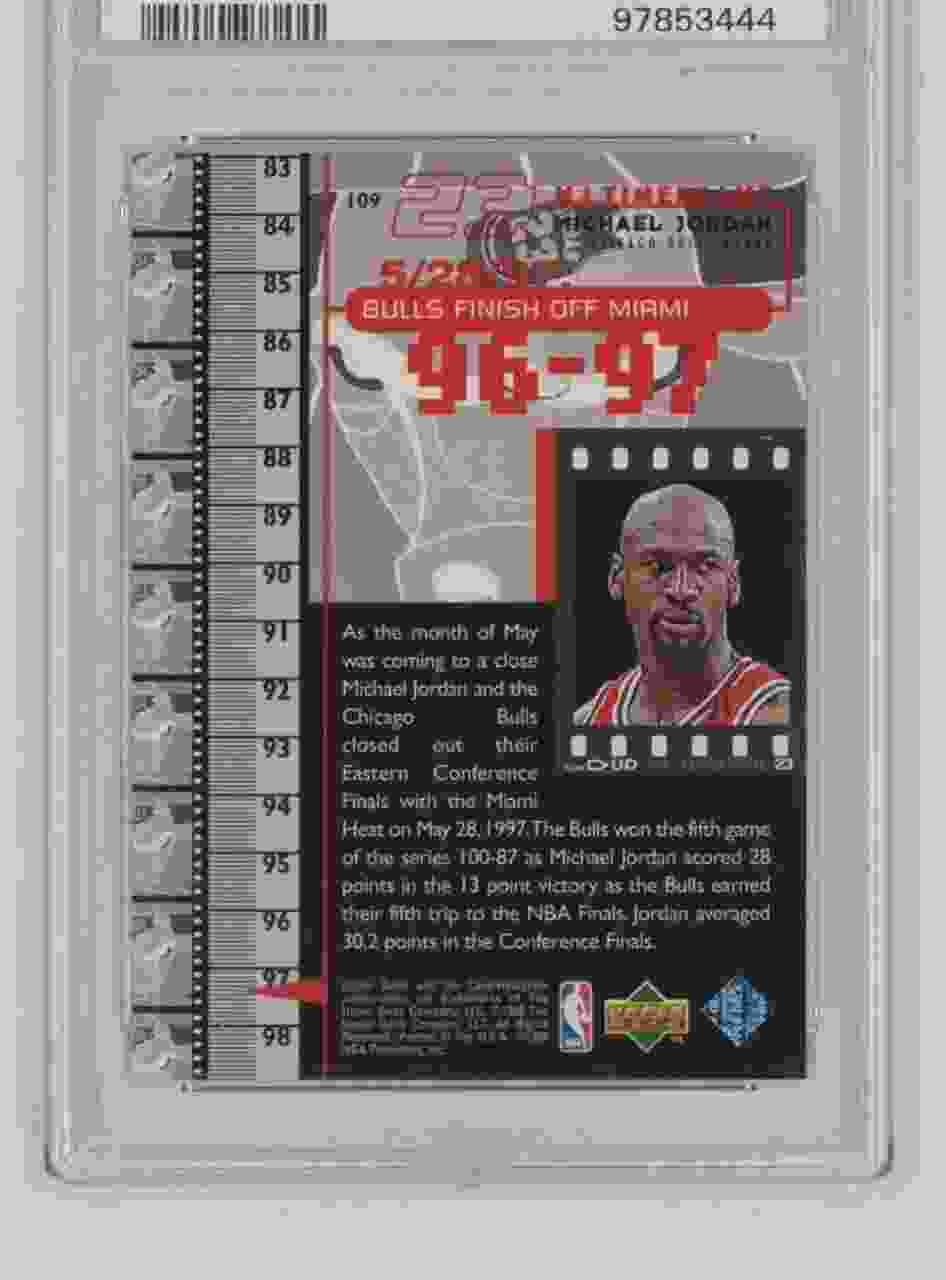 97853444
83
84
85
86
87
88
89
90
91
92
93
94
95
96
97
98
109
23
MICHAEL JORDAN
BULLS FINISH OFF MIAMI
96-97
As the month of May
was coming to a close
Michael Jordan and the
Chicago Bulls
closed out their
Eastern Conference
Finals with the Miami
Heat on May 28, 1997. The Bulls won the fifth game
of the series 100-87 as Michael Jordan scored 28
points in the 13 point victory as the Bulls earned
their fifth trip to the NBA Finals. Jordan averaged
30.2 points in the Conference Finals.
UD
23